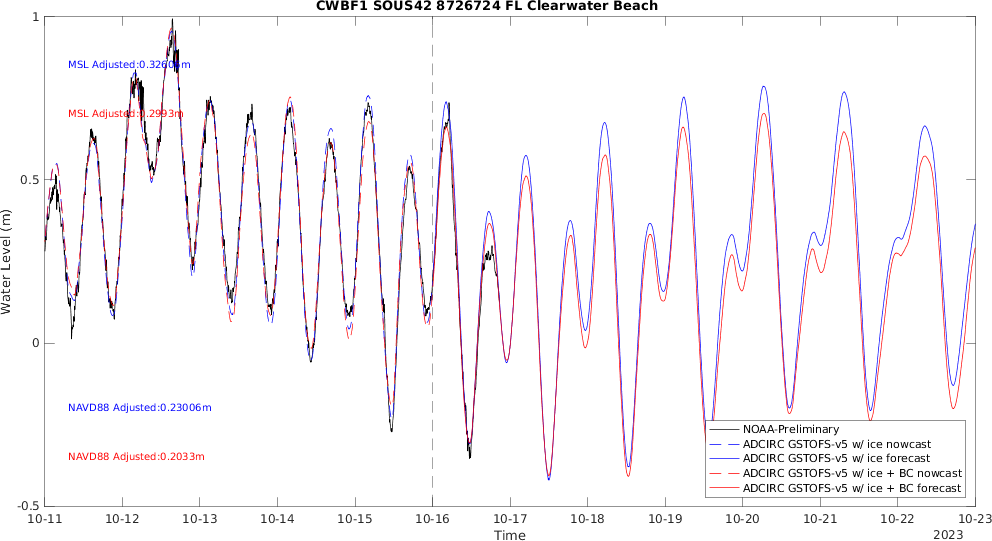 CWBF1 SOUS42 8726724 FL Clearwater Beach
Water Level (m)
1
0.5
0
-0.5
MSL Adjusted:0.32606m
MSL Adjusted:0.2993m
NAVD88 Adjusted:0.23006m
NAVD88 Adjusted:0.2033m
NOAA-Preliminary
ADCIRC GSTOFS-v5 w/ ice nowcast
ADCIRC GSTOFS-v5 w/ ice forecast
ADCIRC GSTOFS-v5 w/ ice + BC nowcast
ADCIRC GSTOFS-v5 w/ ice + BC forecast
10-11 10-12 10-13 10-14 10-15 10-16 10-17 10-18 10-19 10-20 10-21 10-22 10-23
Time
2023